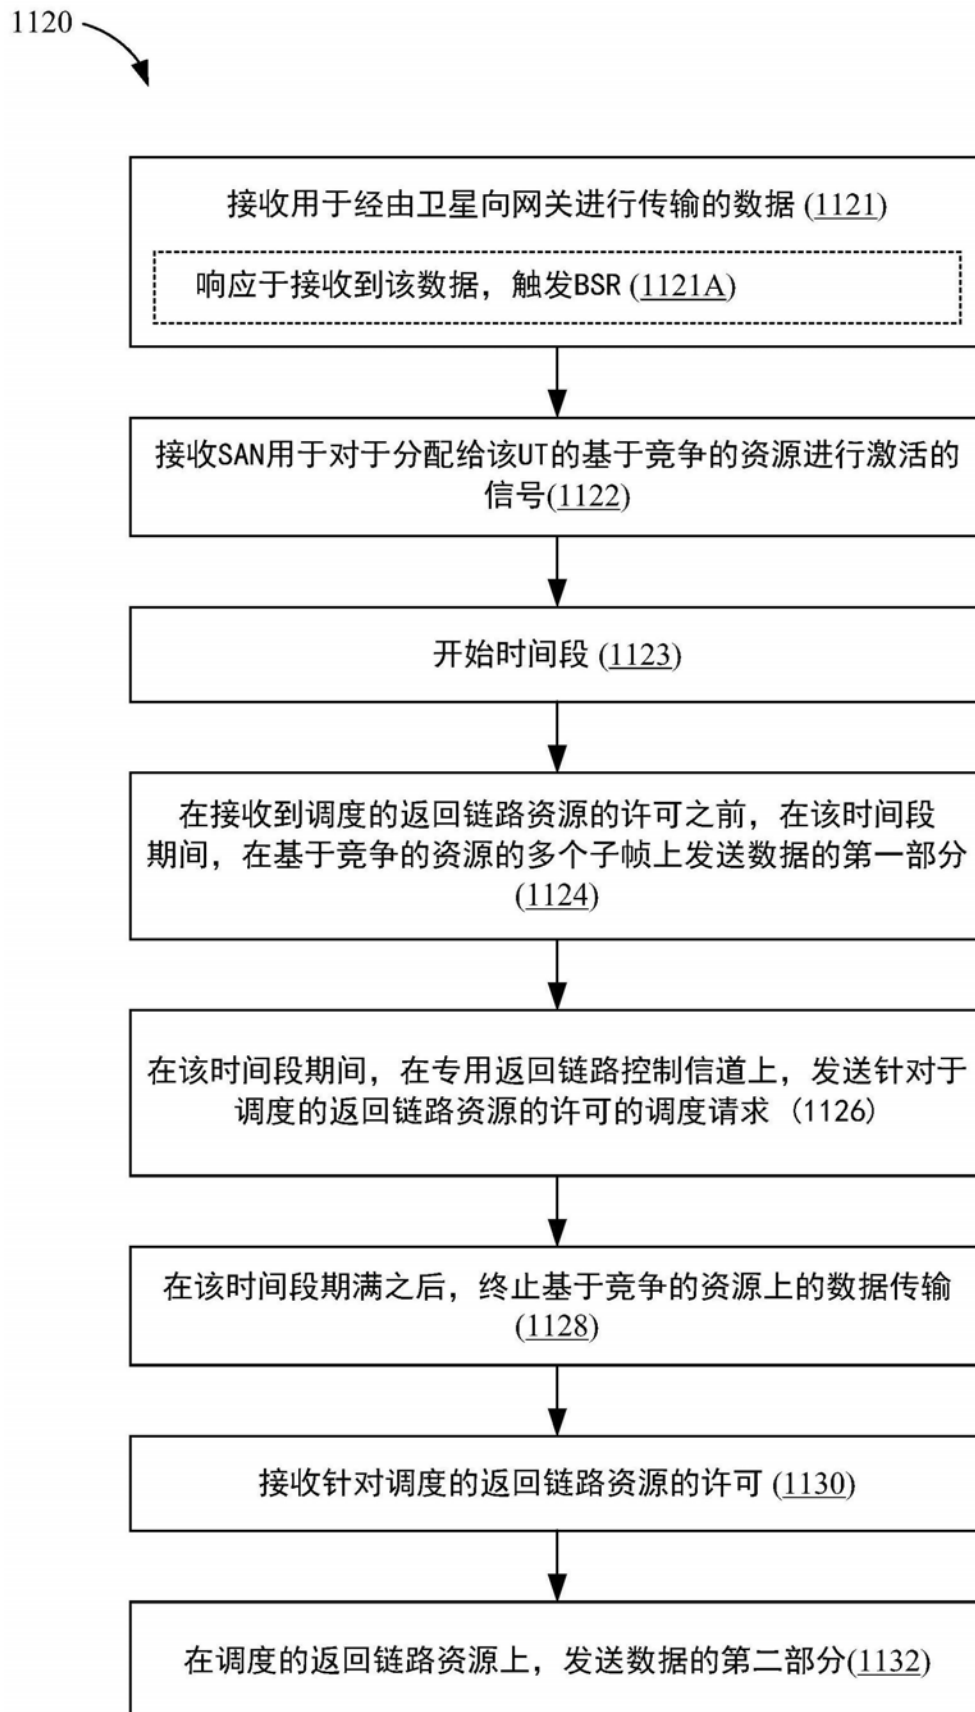 1120
接收用于经由卫星向网关进行传输的数据 (1121)
响应于接收到该数据，触发BSR (1121A)
接收SAN用于对于分配给该UT的基于竞争的资源进行激活的
信号(1122)
开始时间段 (1123)
在接收到调度的返回链路资源的许可之前，在该时间段
期间，在基于竞争的资源的多个子帧上发送数据的第一部分
(1124)
在该时间段期间，在专用返回链路控制信道上，发送针对于
调度的返回链路资源的许可的调度请求 (1126)
在该时间段期满之后，终止基于竞争的资源上的数据传输
(1128)
接收针对调度的返回链路资源的许可 (1130)
在调度的返回链路资源上，发送数据的第二部分(1132)